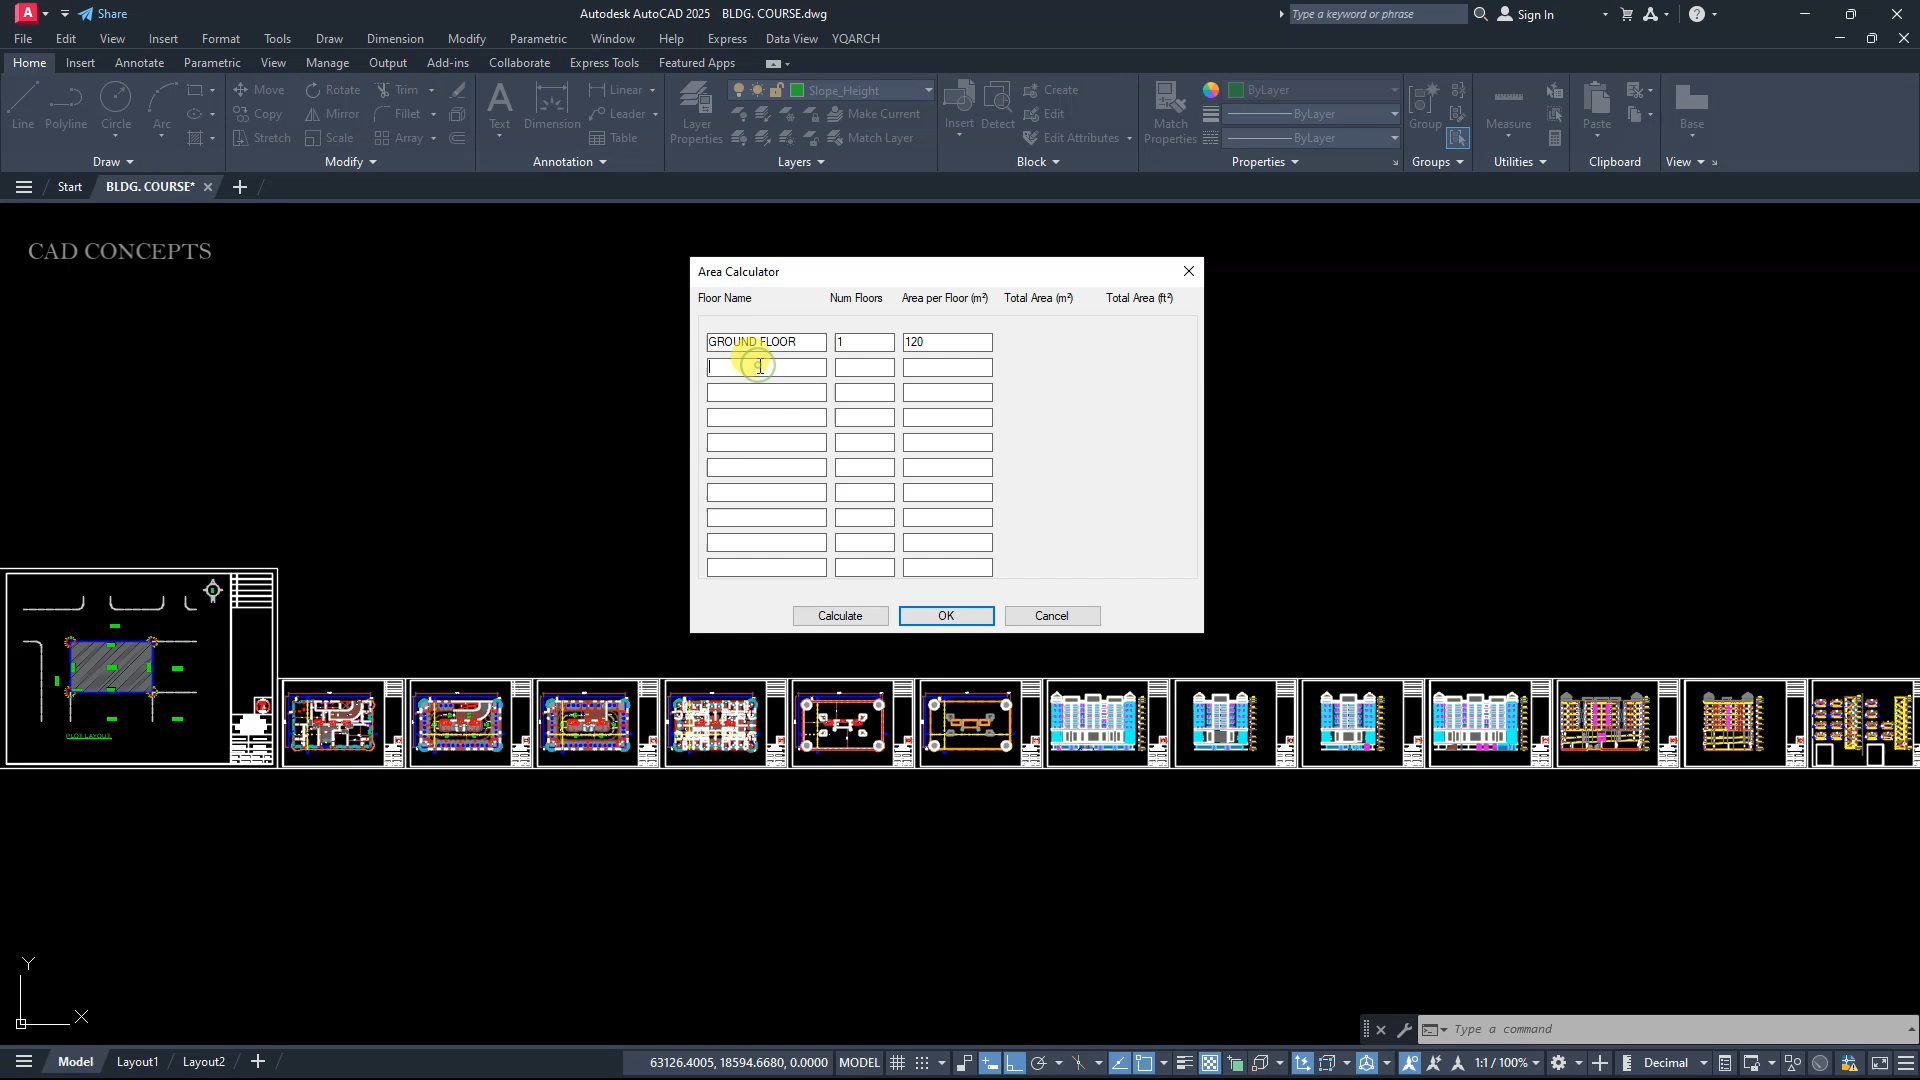 Share
Autodesk AutoCAD 2025 BLDG. COURSE.dwg
Type a keyword or phrase
Sign In
File Edit View Insert Format Tools Draw Dimension Modify Parametric Window Help Express Data View YQARCH
Home Insert Annotate Parametric View Manage Output Add-ins Collaborate Express Tools Featured Apps
Line Polyline Circle Arc
Move Rotate Trim
Copy Mirror Fillet
Stretch Scale Array
Text Dimension
Linear
Leader
Table
Layer Properties
Slope_Height
Make Current
Match Layer
Insert Detect
Create
Edit
Edit Attributes
Match Properties
ByLayer
ByLayer
ByLayer
Group
Measure
Paste
Base
Draw Modify Annotation Layers Block Properties Groups Utilities Clipboard View
Start BLDG. COURSE*
CAD CONCEPTS
Area Calculator
Floor Name Num Floors Area per Floor (m²) Total Area (m²) Total Area (ft²)
GROUND FLOOR 1 120
Calculate OK Cancel
PLOT LAYOUT
Y
X
Type a command
Model Layout1 Layout2
63126.4005, 18594.6680, 0.0000 MODEL
1:1 / 100%
Decimal